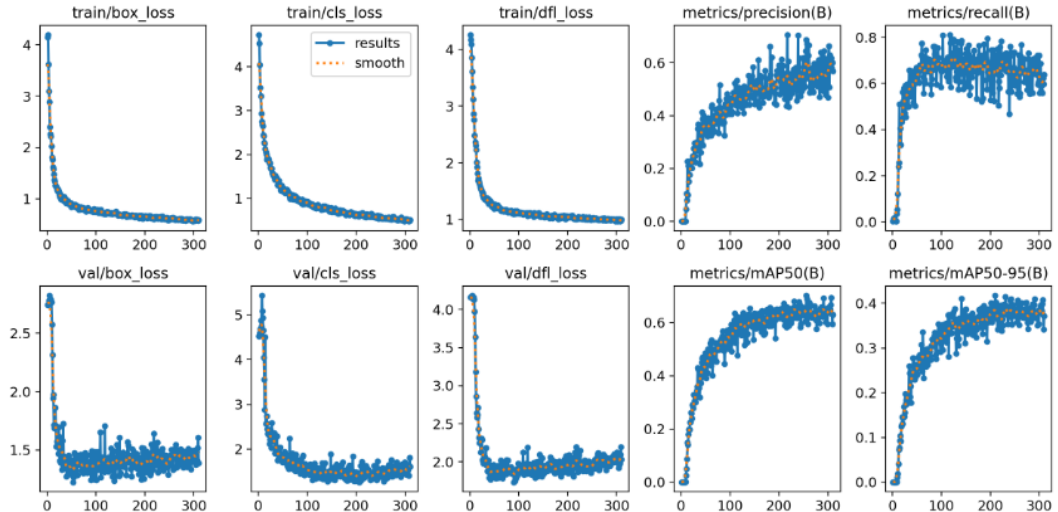 train/box_loss
train/cls_loss
train/dfl_loss
metrics/precision(B)
metrics/recall(B)
4
3
2
1
0 100 200 300
results
smooth
4
3
2
1
0 100 200 300
4
3
2
1
0 100 200 300
0.6
0.4
0.2
0.0
0 100 200 300
0.8
0.6
0.4
0.2
0.0
0 100 200 300
val/box_loss
val/cls_loss
val/dfl_loss
metrics/mAP50(B)
metrics/mAP50-95(B)
2.5
2.0
1.5
0 100 200 300
5
4
3
2
0 100 200 300
4.0
3.5
3.0
2.5
2.0
0 100 200 300
0.6
0.4
0.2
0.0
0 100 200 300
0.4
0.3
0.2
0.1
0.0
0 100 200 300